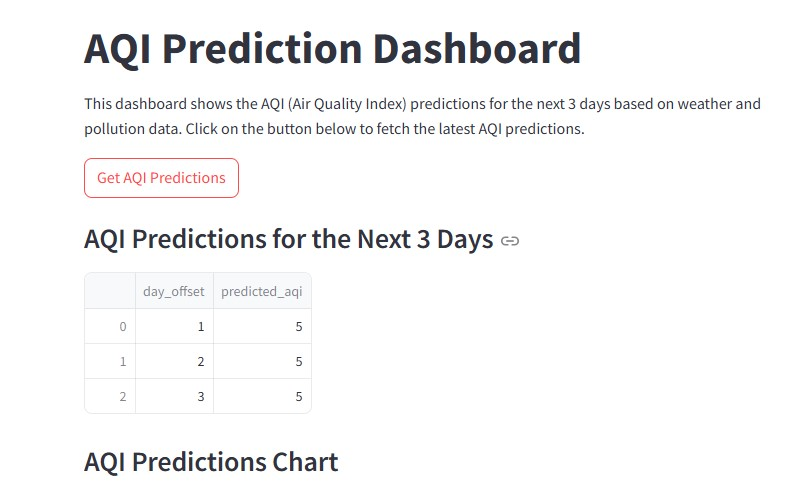 AQI Prediction Dashboard
This dashboard shows the AQI (Air Quality Index) predictions for the next 3 days based on weather and
pollution data. Click on the button below to fetch the latest AQI predictions.
Get AQI Predictions
AQI Predictions for the Next 3 Days
day_offset predicted_aqi
0 1 5
1 2 5
2 3 5
AQI Predictions Chart